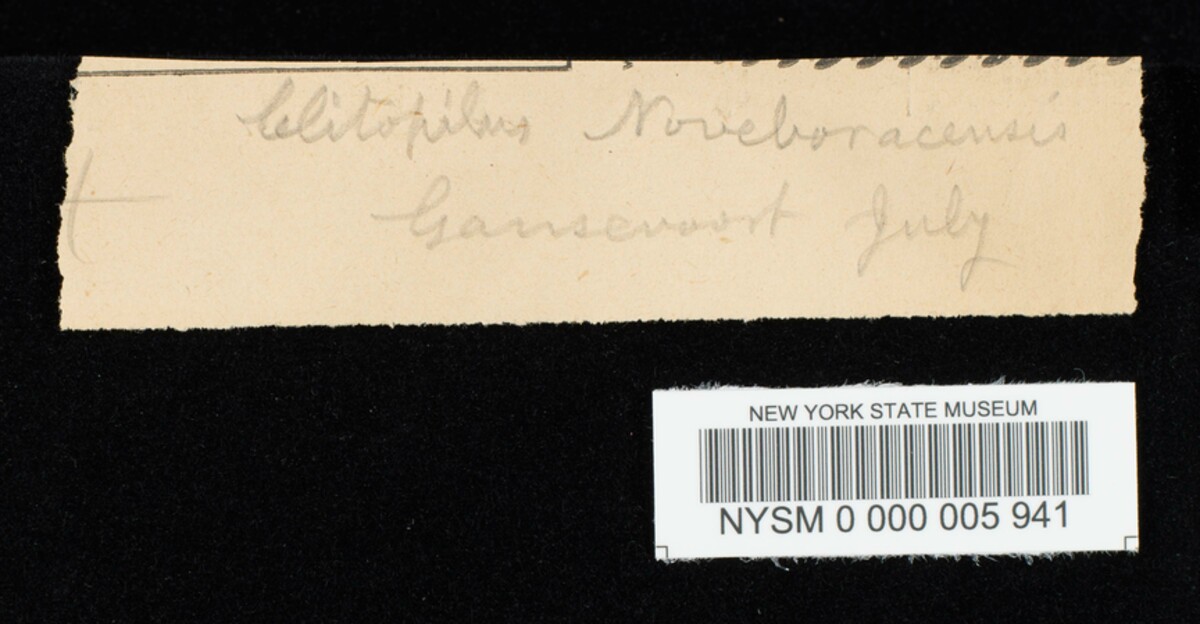 Clitopilus Noveboracensis
Gansevoort July
NEW YORK STATE MUSEUM
NYSM 0 000 005 941